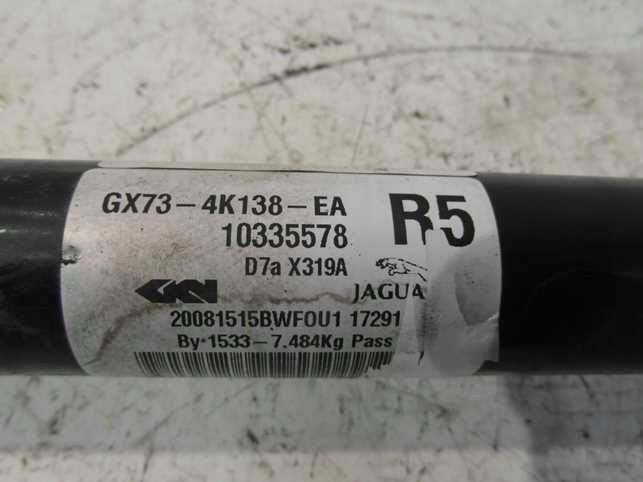 GX73-4K138-EA
10335578
R5
D7a X319A
GKN
JAGUA
20081515BWFOU1 17291
By·1533-7.484Kg Pass